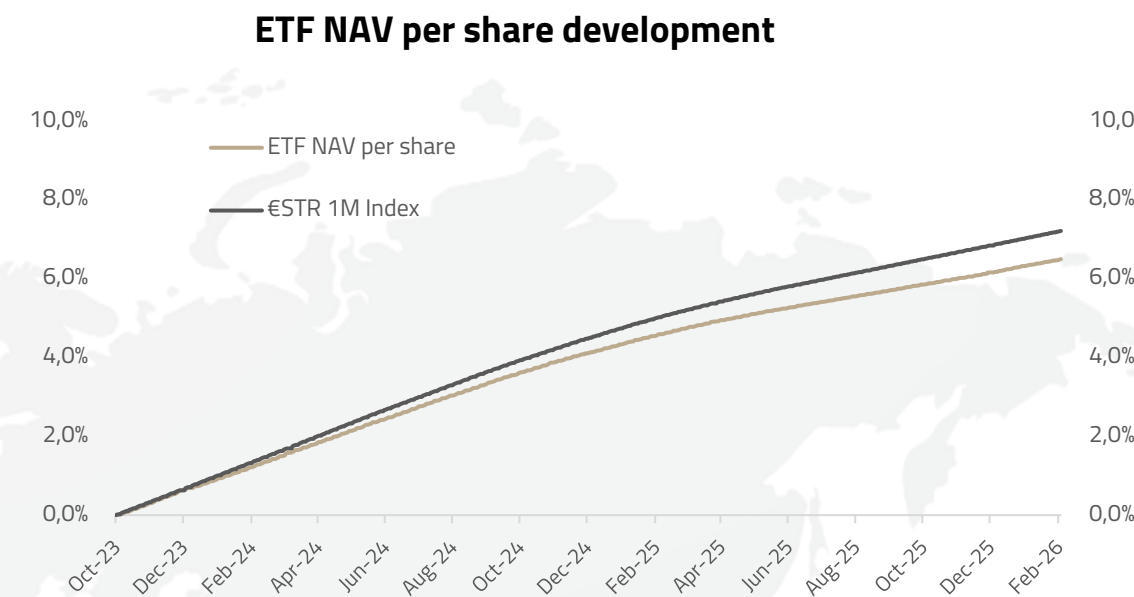 ETF NAV per share development
10,0%
8,0%
6,0%
4,0%
2,0%
0,0%
ETF NAV per share
€STR 1M Index
10,0
8,0%
6,0%
4,0%
2,0%
0,0%
Oct-23
Dec-23
Feb-24
Apr-24
Jun-24
Aug-24
Oct-24
Dec-24
Feb-25
Apr-25
Jun-25
Aug-25
Oct-25
Dec-25
Feb-26